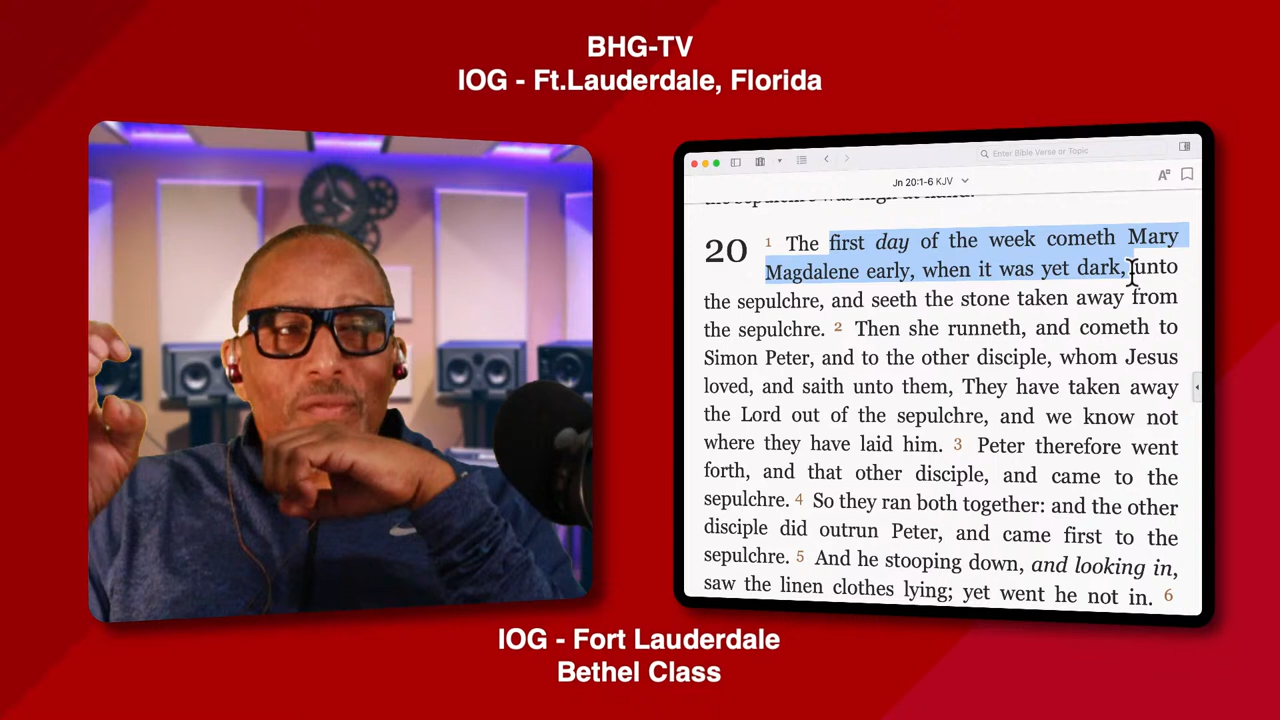 BHG-TV
IOG - Ft.Lauderdale, Florida
Enter Bible Verse or Topic
Jn 20:1-6 KJV
the sepulchre was nigh at hand.
20 1 The first day of the week cometh Mary
Magdalene early, when it was yet dark, unto
the sepulchre, and seeth the stone taken away from
the sepulchre. 2 Then she runneth, and cometh to
Simon Peter, and to the other disciple, whom Jesus
loved, and saith unto them, They have taken away
the Lord out of the sepulchre, and we know not
where they have laid him. 3 Peter therefore went
forth, and that other disciple, and came to the
sepulchre. 4 So they ran both together: and the other
disciple did outrun Peter, and came first to the
sepulchre. 5 And he stooping down, and looking in,
saw the linen clothes lying; yet went he not in. 6
IOG - Fort Lauderdale
Bethel Class